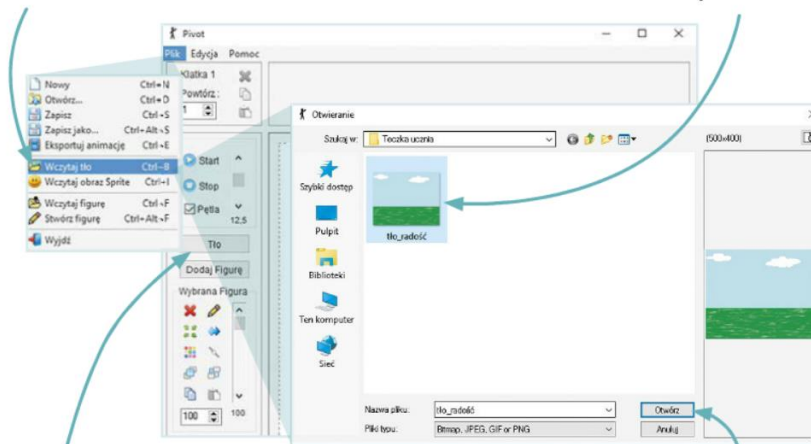 Pivot
Plik Edycja Pomoc
Klatka 1
Powtórz:
1
Nowy Ctrl+N
Otwórz... Ctrl+O
Zapisz Ctrl+S
Zapisz jako... Ctrl+Alt+S
Eksportuj animacje Ctrl+E
Wczytaj tło Ctrl+B
Wczytaj obraz Sprite Ctrl+I
Wczytaj figurę Ctrl+F
Stwórz figurę Ctrl+Alt+F
Wyjdź
Start
Stop
Pętla
12,5
Tło
Dodaj Figurę
Wybrana Figura
100
100
Otwieranie
Szukaj w: Teczka ucznia
(500x400)
Szybki dostęp
Pulpit
Biblioteki
Ten komputer
Sieć
tło_radość
Nazwa pliku: tło_radość Otwórz
Pliki typu: Bitmap, JPEG, GIF or PNG Anuluj